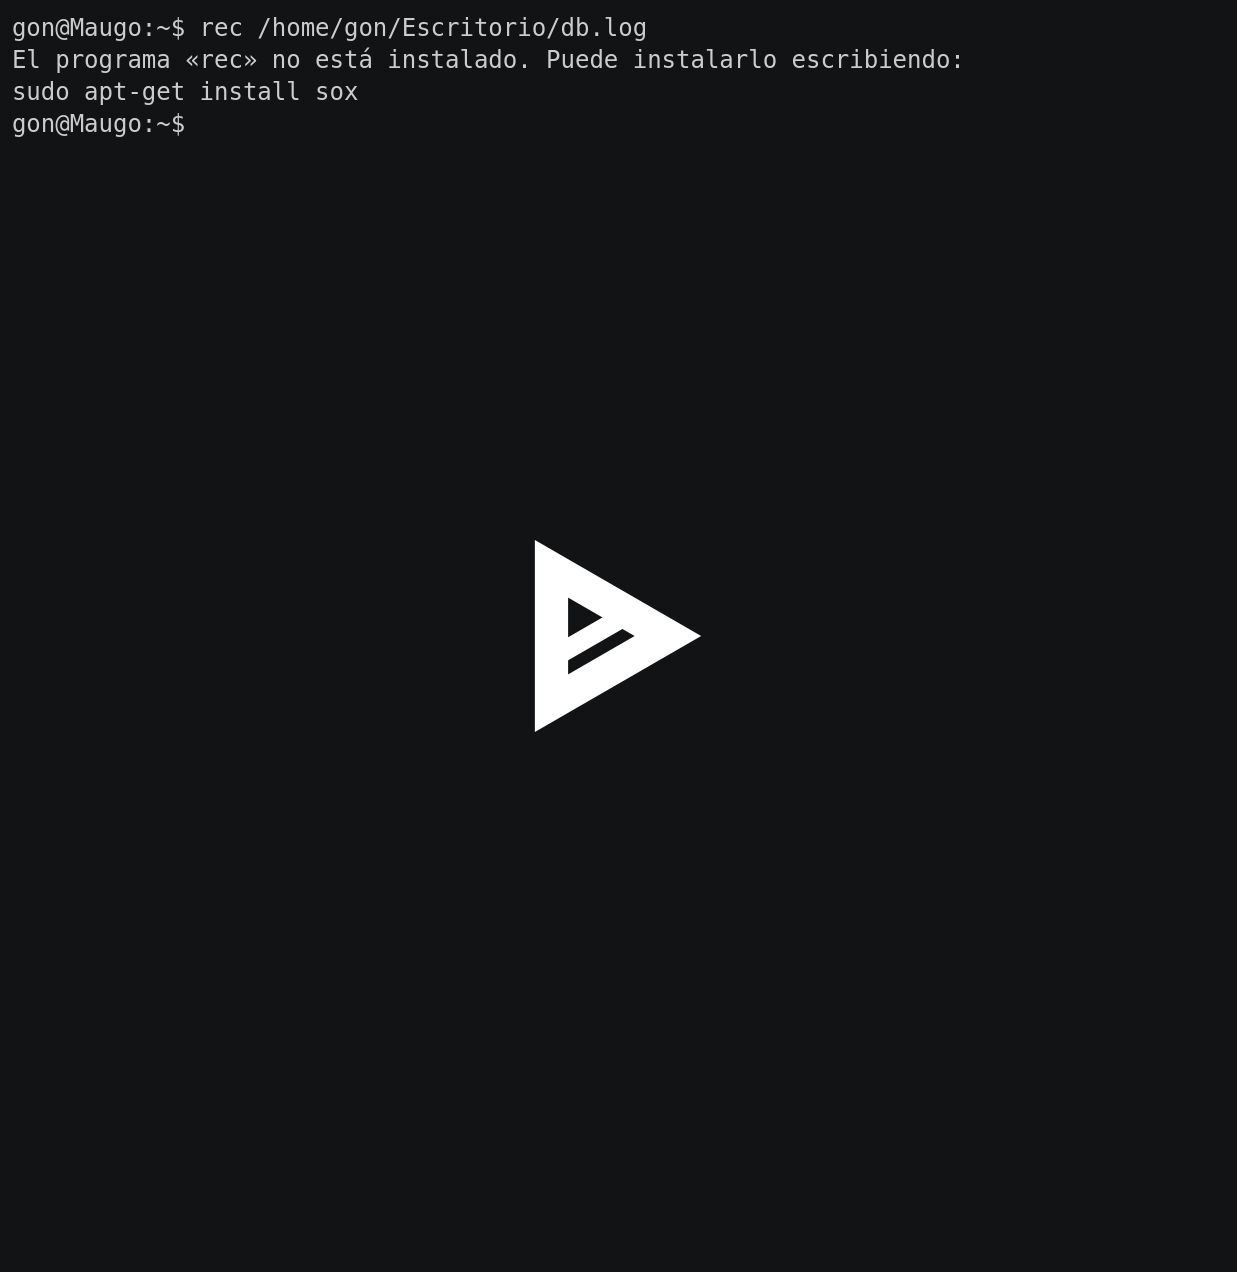 gon@Maugo:~$ rec /home/gon/Escritorio/db.log
El programa «rec» no está instalado. Puede instalarlo escribiendo:
sudo apt-get install sox
gon@Maugo:~$